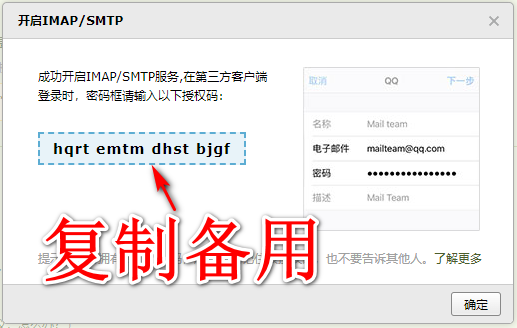 开启IMAP/SMTP
成功开启IMAP/SMTP服务,在第三方客户端
登录时，密码框请输入以下授权码：
hqrt emtm dhst bjgf
取消 QQ 下一步
名称 Mail team
电子邮件 mailteam@qq.com
密码 ●●●●●●●●●●●●●●●●
描述 Mail Team
复制备用
也不要告诉其他人。了解更多
确定